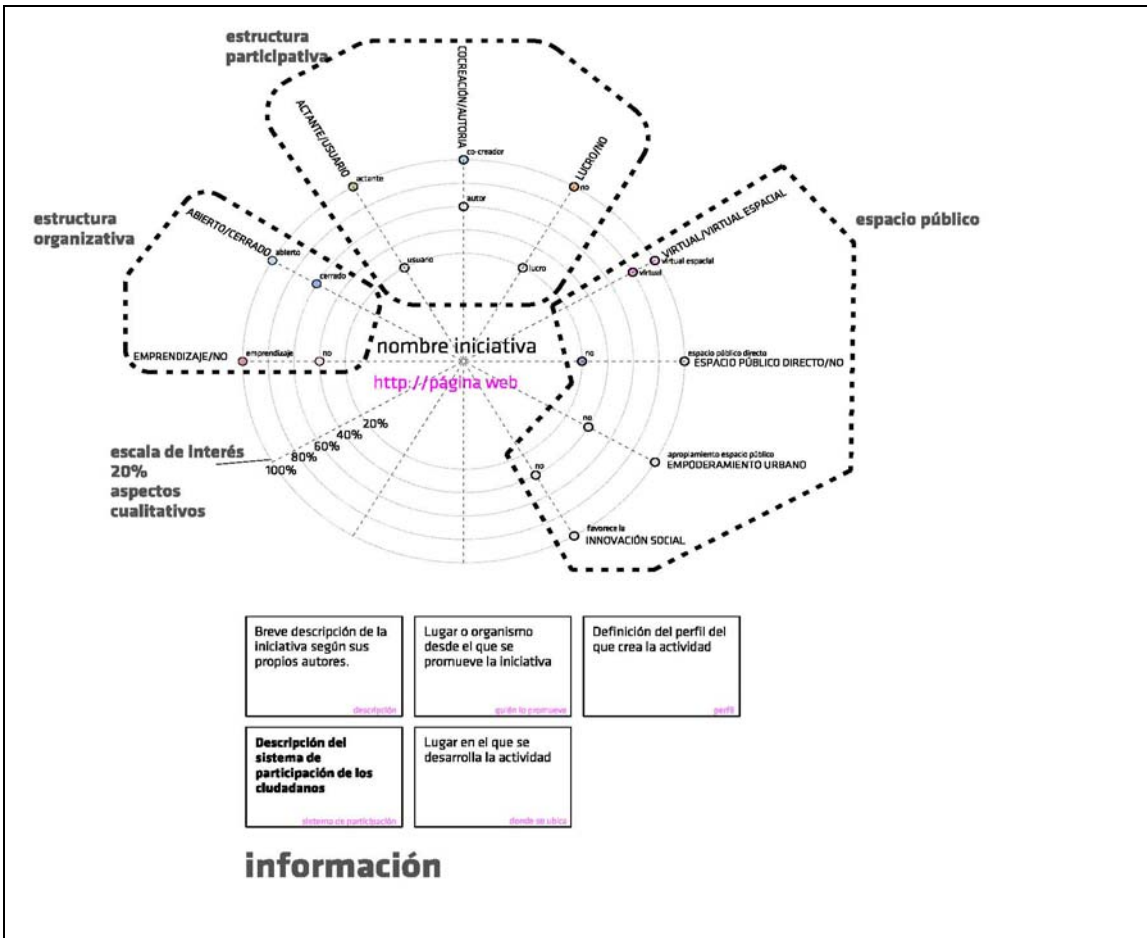 estructura
participativa
COCREACIÓN/AUTORIA
ACTANTE/USUARIO
LUCRO/NO
co-creador
actante
no
autor
estructura
organizativa
ABIERTO/CERRADO
abierto
cerrado
usuario
lucro
VIRTUAL/VIRTUAL ESPACIAL
virtual espacial
virtual
espacio público
EMPRENDIZAJE/NO
emprendizaje
no
nombre iniciativa
http://página web
no
espacio público directo
ESPACIO PÚBLICO DIRECTO/NO
no
apropiamiento espacio público
EMPODERAMIENTO URBANO
no
favorece la
INNOVACIÓN SOCIAL
20%
40%
60%
80%
100%
escala de interés
20%
aspectos
cualitativos
Breve descripción de la
iniciativa según sus
propios autores.
descripción
Lugar o organismo
desde el que se
promueve la iniciativa
quién lo promueve
Definición del perfil del
que crea la actividad
perfil
Descripción del
sistema de
participación de los
ciudadanos
sistema de participación
Lugar en el que se
desarrolla la actividad
donde se ubica
información